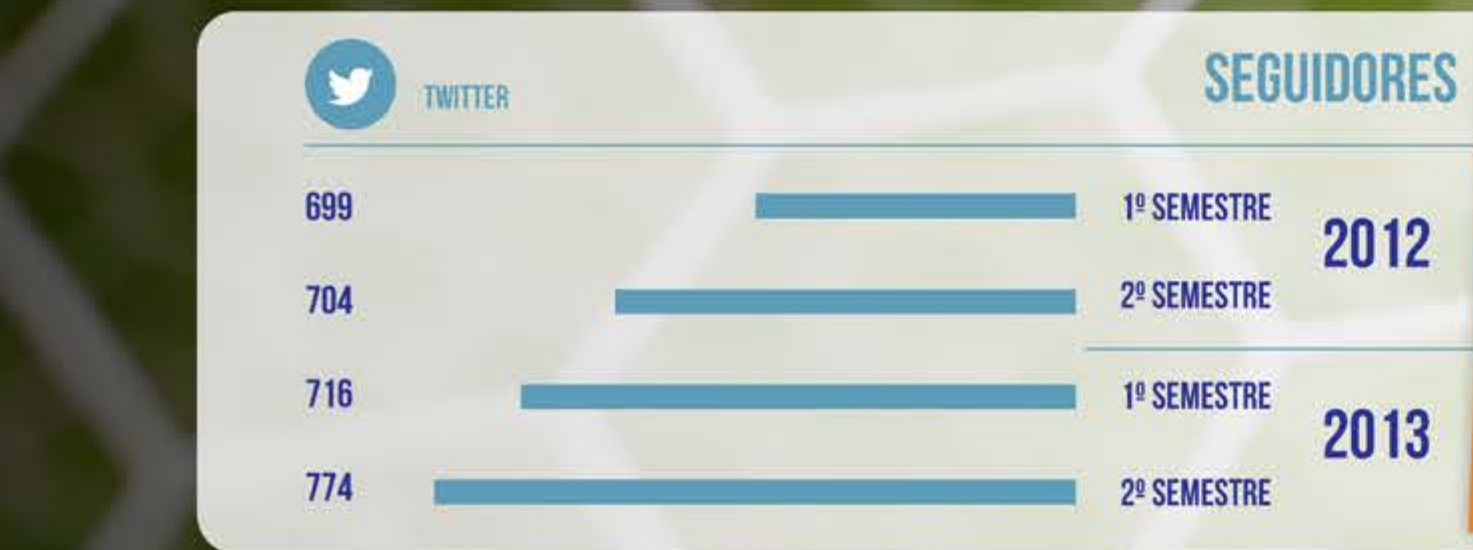 TWITTER
SEGUIDORES
699
1º SEMESTRE
2012
704
2º SEMESTRE
716
1º SEMESTRE
2013
774
2º SEMESTRE